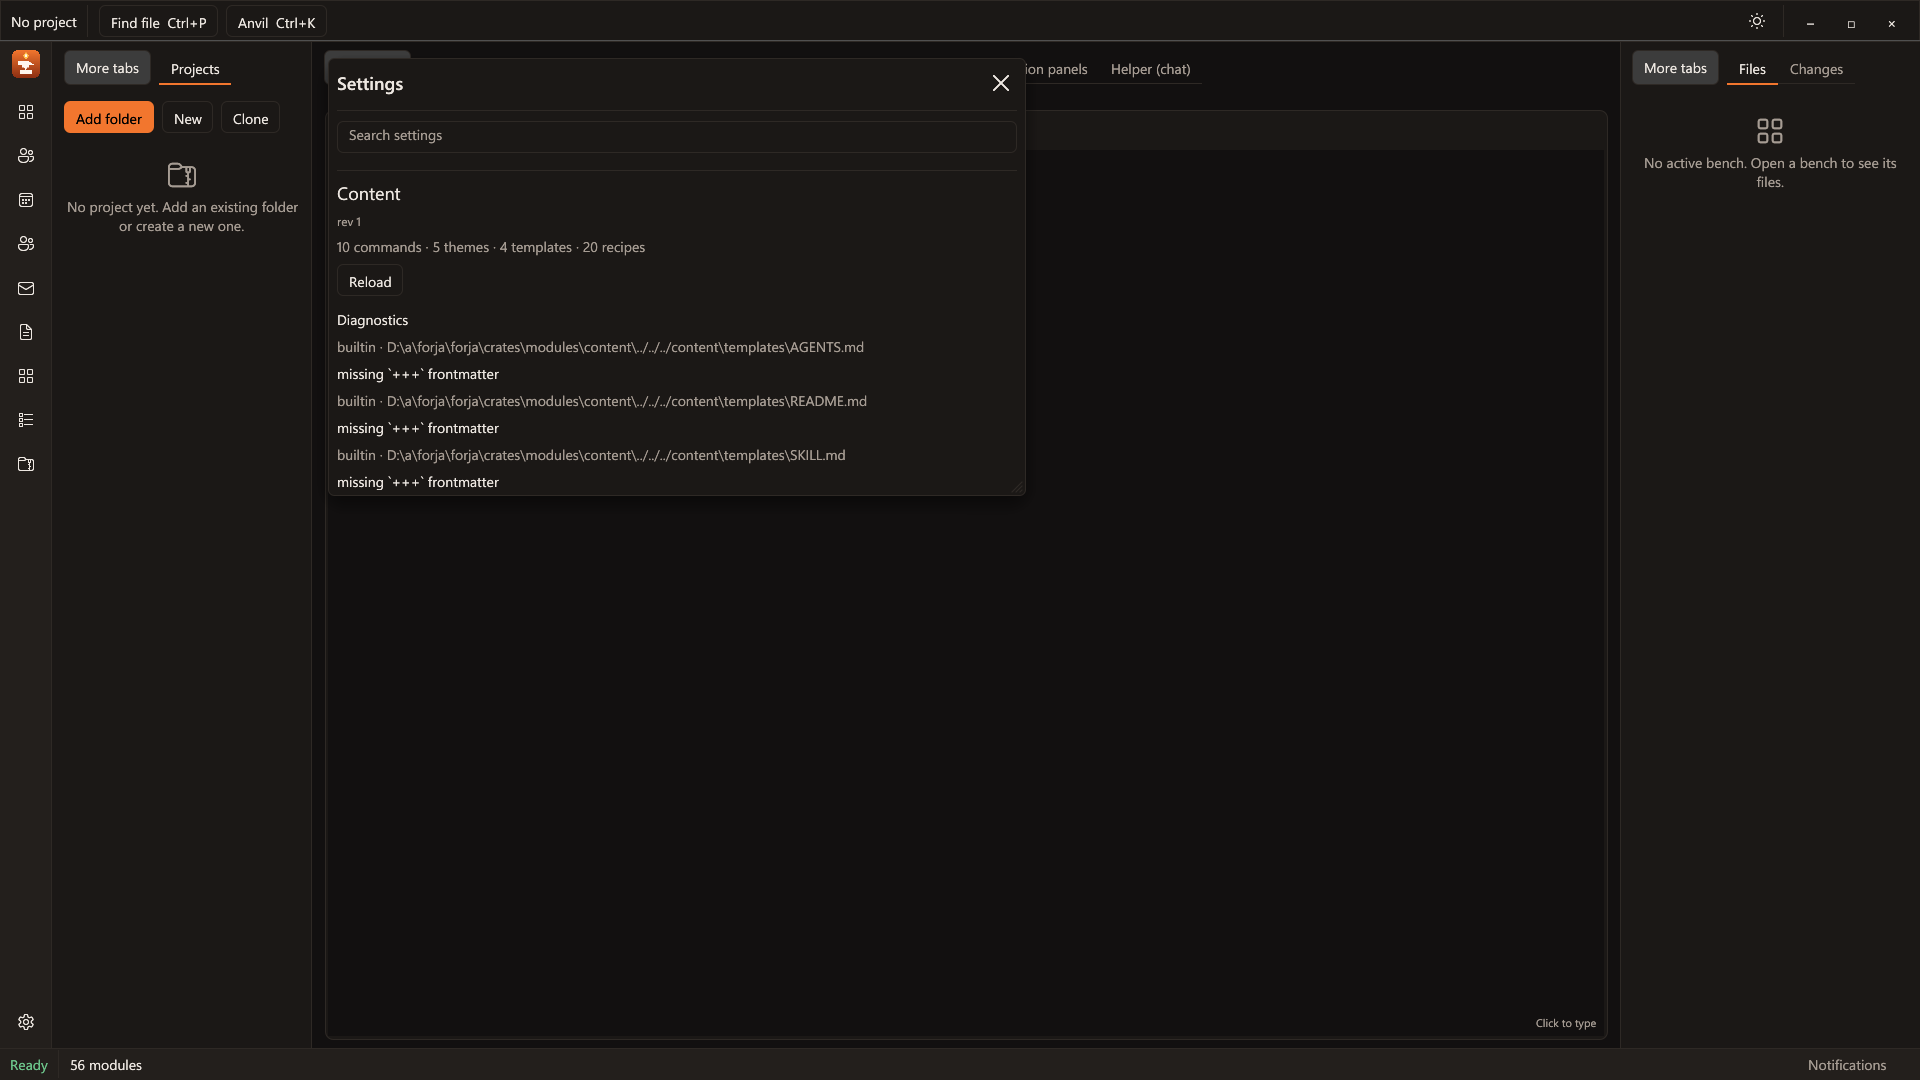 No project
Find file Ctrl+P
Anvil Ctrl+K
More tabs
Projects
Add folder
New
Clone
No project yet. Add an existing folder
or create a new one.
Settings
Search settings
Content
rev 1
10 commands · 5 themes · 4 templates · 20 recipes
Reload
Diagnostics
builtin · D:\a\forja\forja\crates\modules\content\../../../content\templates\AGENTS.md
missing `+++` frontmatter
builtin · D:\a\forja\forja\crates\modules\content\../../../content\templates\README.md
missing `+++` frontmatter
builtin · D:\a\forja\forja\crates\modules\content\../../../content\templates\SKILL.md
missing `+++` frontmatter
panels
Helper (chat)
Click to type
More tabs
Files
Changes
No active bench. Open a bench to see its
files.
Ready
56 modules
Notifications